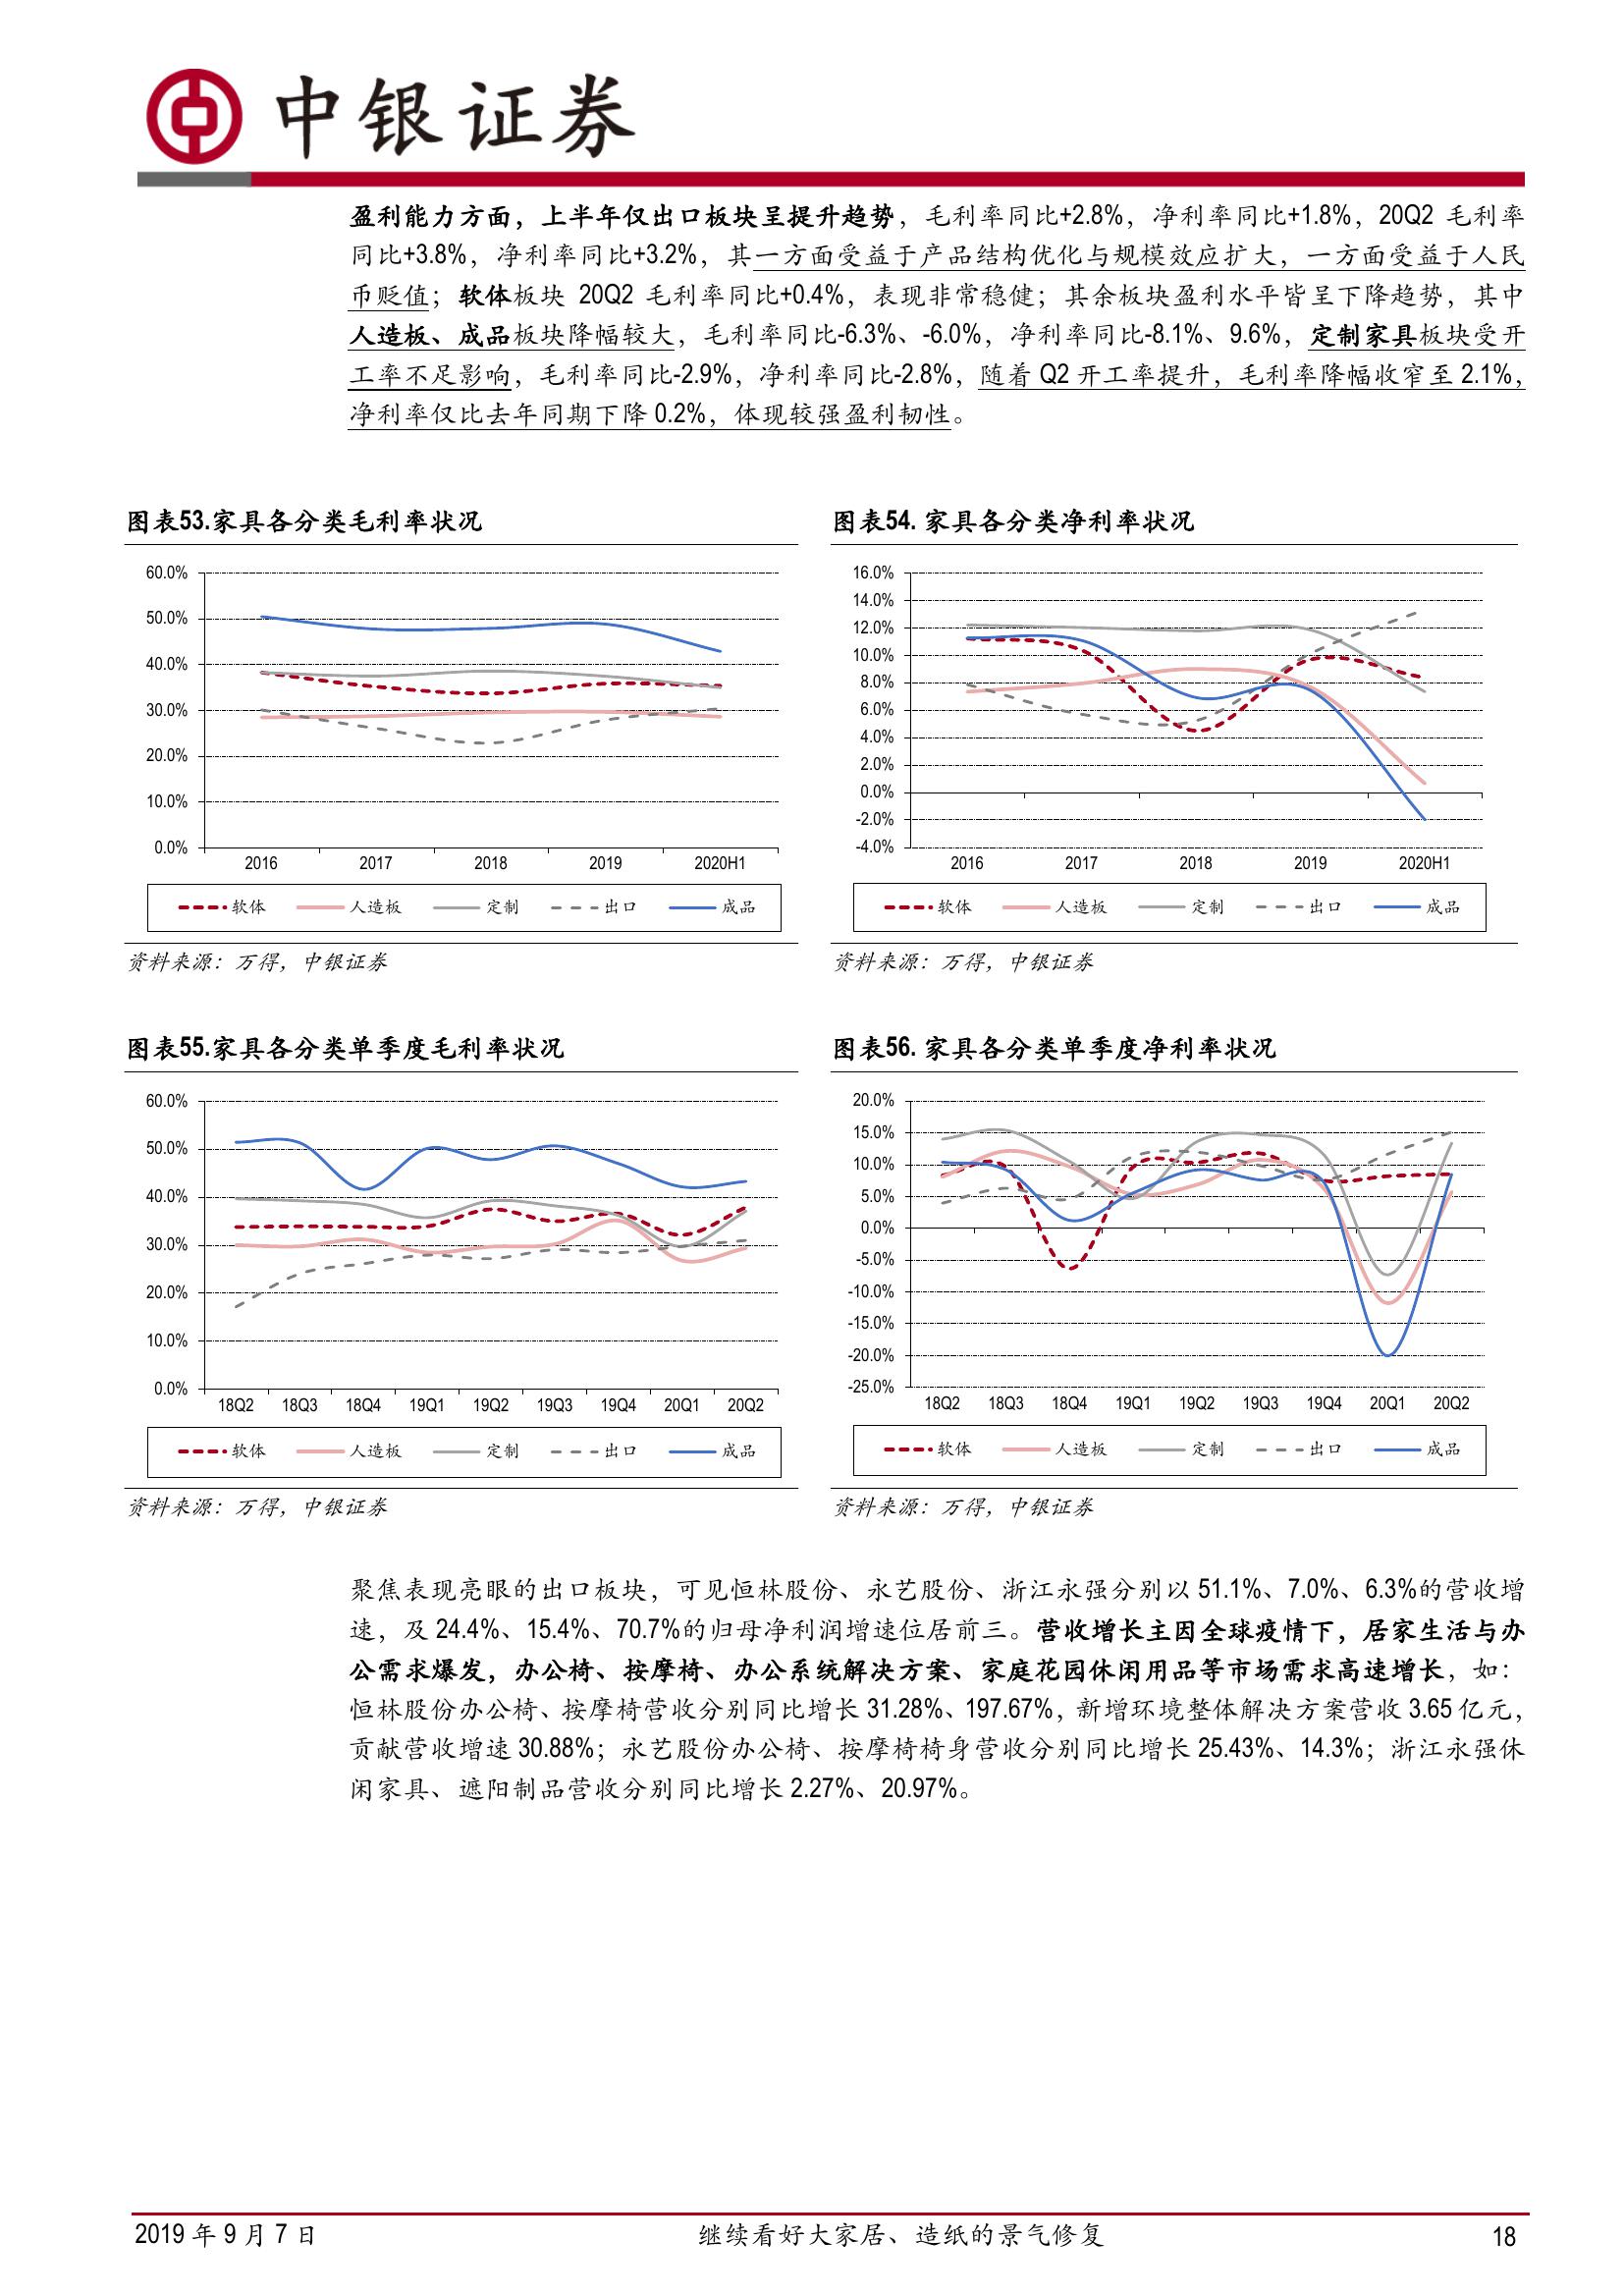 中银证券
盈利能力方面，上半年仅出口板块呈提升趋势，毛利率同比+2.8%，净利率同比+1.8%，20Q2 毛利率
同比+3.8%，净利率同比+3.2%，其一方面受益于产品结构优化与规模效应扩大，一方面受益于人民
币贬值；软体板块 20Q2 毛利率同比+0.4%，表现非常稳健；其余板块盈利水平皆呈下降趋势，其中
人造板、成品板块降幅较大，毛利率同比-6.3%、-6.0%，净利率同比-8.1%、9.6%，定制家具板块受开
工率不足影响，毛利率同比-2.9%，净利率同比-2.8%，随着 Q2 开工率提升，毛利率降幅收窄至 2.1%，
净利率仅比去年同期下降 0.2%，体现较强盈利韧性。
图表53.家具各分类毛利率状况
60.0%
50.0%
40.0%
30.0%
20.0%
10.0%
0.0%
2016 2017 2018 2019 2020H1
软体 人造板 定制 出口 成品
资料来源：万得，中银证券
图表54. 家具各分类净利率状况
16.0%
14.0%
12.0%
10.0%
8.0%
6.0%
4.0%
2.0%
0.0%
-2.0%
-4.0%
2016 2017 2018 2019 2020H1
软体 人造板 定制 出口 成品
资料来源：万得，中银证券
图表55.家具各分类单季度毛利率状况
60.0%
50.0%
40.0%
30.0%
20.0%
10.0%
0.0%
18Q2 18Q3 18Q4 19Q1 19Q2 19Q3 19Q4 20Q1 20Q2
软体 人造板 定制 出口 成品
资料来源：万得，中银证券
图表56. 家具各分类单季度净利率状况
20.0%
15.0%
10.0%
5.0%
0.0%
-5.0%
-10.0%
-15.0%
-20.0%
-25.0%
18Q2 18Q3 18Q4 19Q1 19Q2 19Q3 19Q4 20Q1 20Q2
软体 人造板 定制 出口 成品
资料来源：万得，中银证券
聚焦表现亮眼的出口板块，可见恒林股份、永艺股份、浙江永强分别以 51.1%、7.0%、6.3%的营收增
速，及 24.4%、15.4%、70.7%的归母净利润增速位居前三。营收增长主因全球疫情下，居家生活与办
公需求爆发，办公椅、按摩椅、办公系统解决方案、家庭花园休闲用品等市场需求高速增长，如：
恒林股份办公椅、按摩椅营收分别同比增长 31.28%、197.67%，新增环境整体解决方案营收 3.65 亿元，
贡献营收增速 30.88%；永艺股份办公椅、按摩椅椅身营收分别同比增长 25.43%、14.3%；浙江永强休
闲家具、遮阳制品营收分别同比增长 2.27%、20.97%。
2019 年 9 月 7 日 继续看好大家居、造纸的景气修复 18